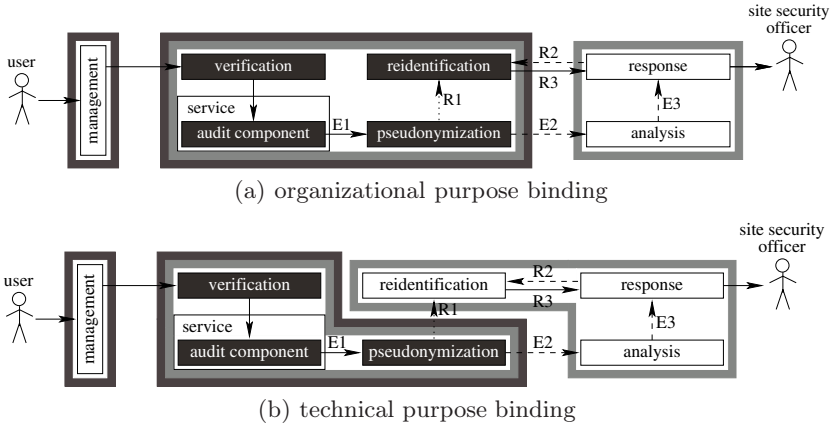 site security
officer
user
management
verification
reidentification
R2
R3
response
service
R1
E3
audit component
E1
pseudonymization
E2
analysis
(a) organizational purpose binding
site security
officer
user
management
verification
reidentification
R2
R3
response
service
R1
E3
audit component
E1
pseudonymization
E2
analysis
(b) technical purpose binding